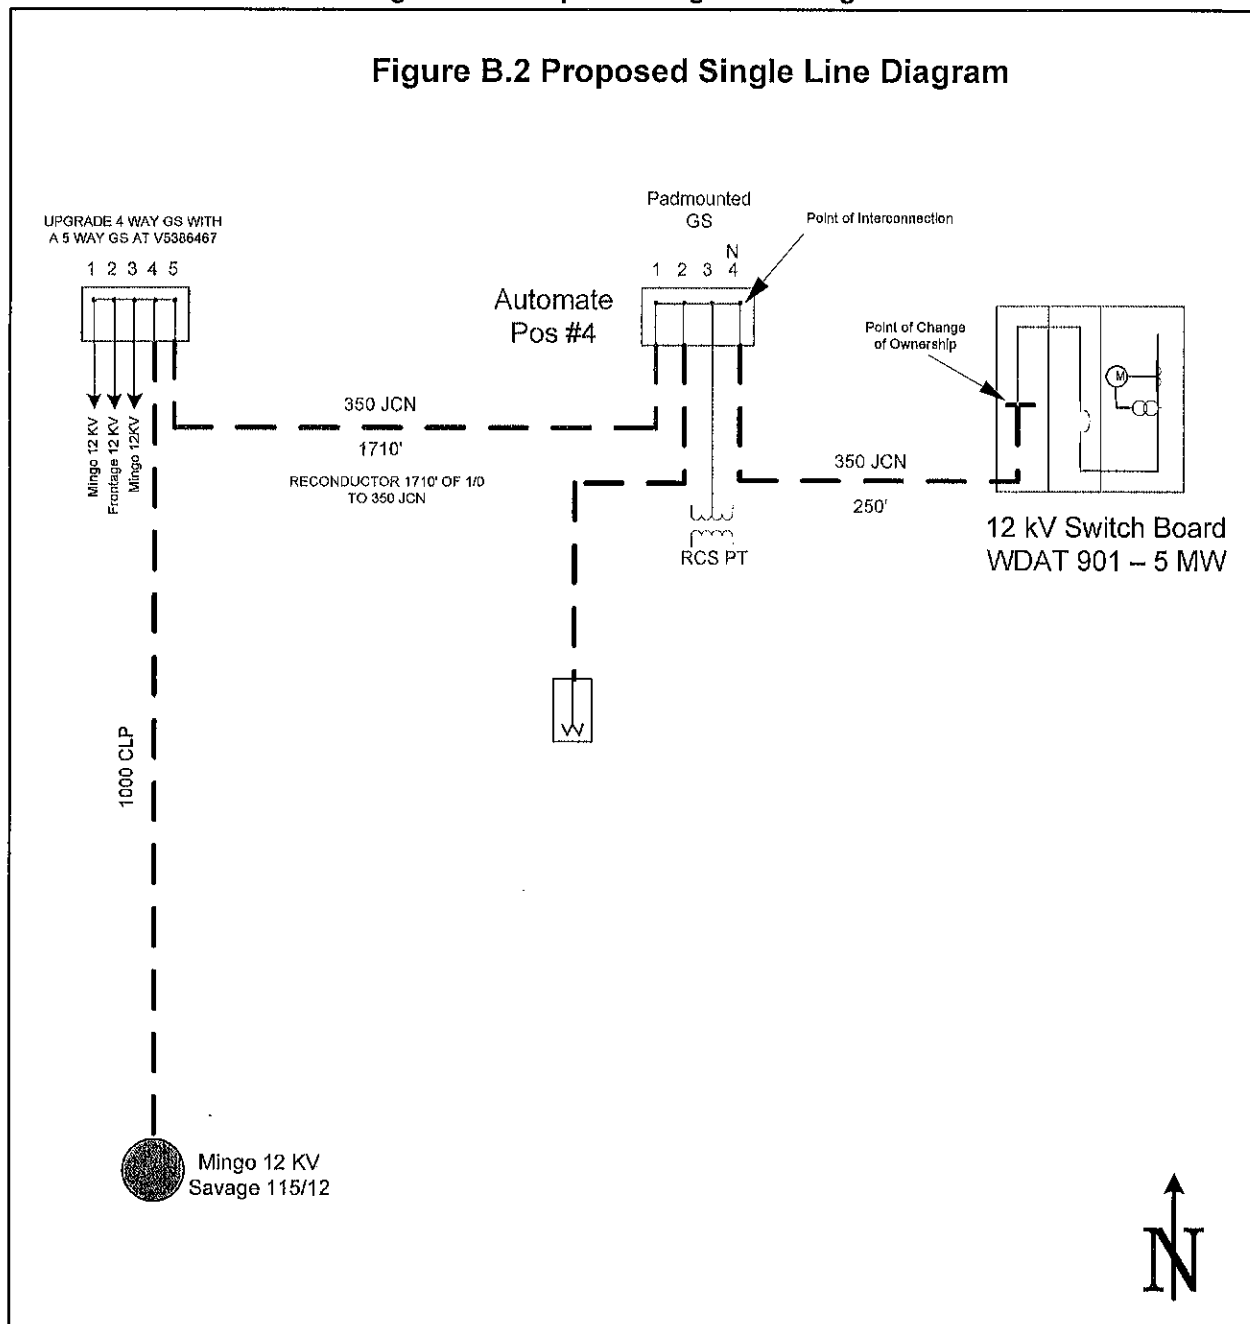 Figure B.2 Proposed Single Line Diagram
UPGRADE 4 WAY GS WITH
A 5 WAY GS AT V5386467
1 2 3 4 5
Mingo 12 KV
Frontage 12 KV
Mingo 12KV
Padmounted
GS
N
1 2 3 4
Point of Interconnection
Automate
Pos #4
Point of Change
of Ownership
M
350 JCN
1710'
RECONDUCTOR 1710' OF 1/0
TO 350 JCN
350 JCN
250'
RCS PT
12 kV Switch Board
WDAT 901 – 5 MW
1000 CLP
Mingo 12 KV
Savage 115/12
N